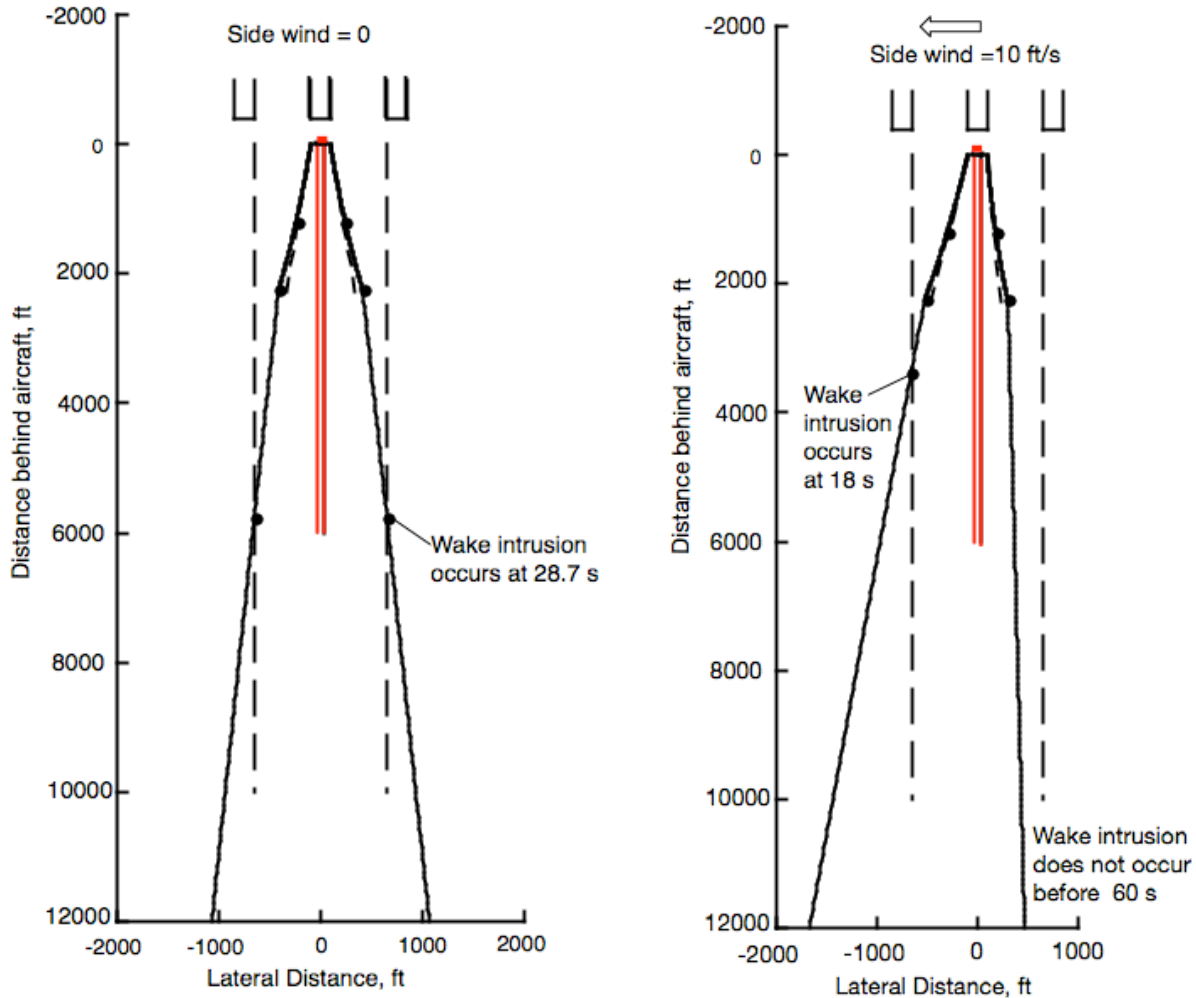 -2000
Side wind = 0
0
2000
4000
6000
Wake intrusion
occurs at 28.7 s
8000
10000
12000
-2000
-1000
0
1000
2000
Distance behind aircraft, ft
Lateral Distance, ft
-2000
Side wind =10 ft/s
0
2000
Wake
intrusion
occurs
at 18 s
4000
6000
8000
10000
Wake intrusion
does not occur
before 60 s
12000
-2000
-1000
0
1000
Distance behind aircraft, ft
Lateral Distance, ft